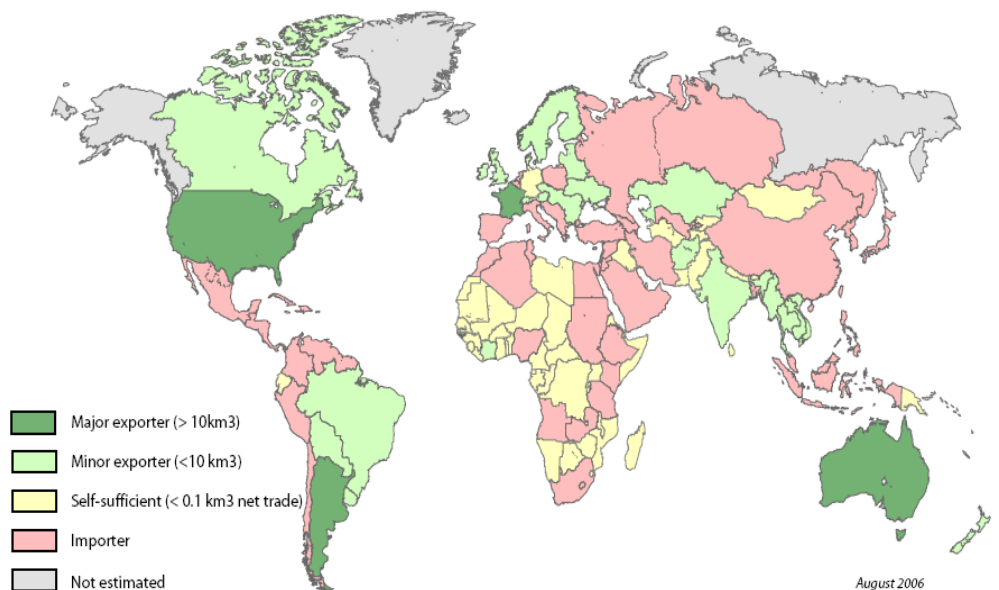 Major exporter (> 10km3)
Minor exporter (<10 km3)
Self-sufficient (< 0.1 km3 net trade)
Importer
Not estimated
August 2006